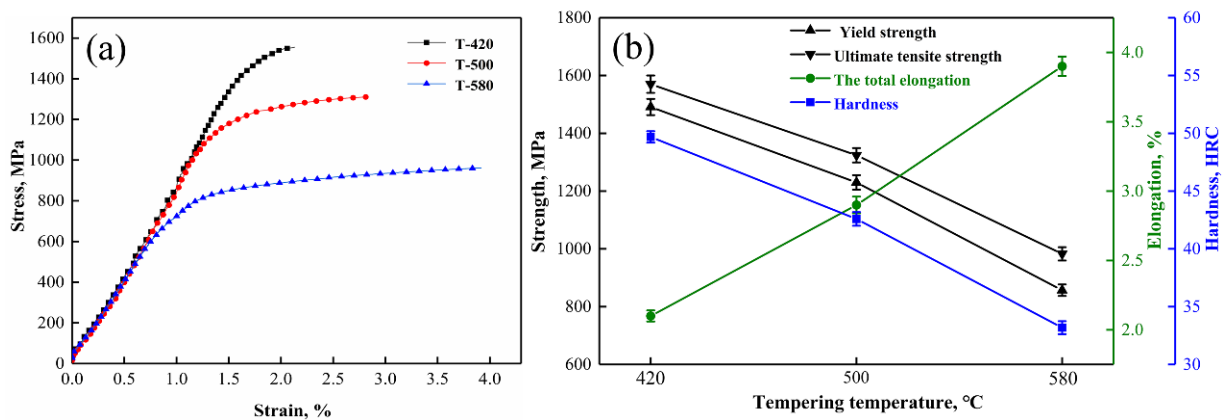 (a)
T-420
T-500
T-580
Stress, MPa
1600
1400
1200
1000
800
600
400
200
0
0.0 0.5 1.0 1.5 2.0 2.5 3.0 3.5 4.0
Strain, %
(b)
Yield strength
Ultimate tensite strength
The total elongation
Hardness
Strength, MPa
1800
1600
1400
1200
1000
800
600
420 500 580
Tempering temperature, °C
4.0
3.5
3.0
2.5
2.0
Elongation, %
60
55
50
45
40
35
30
Hardness, HRC